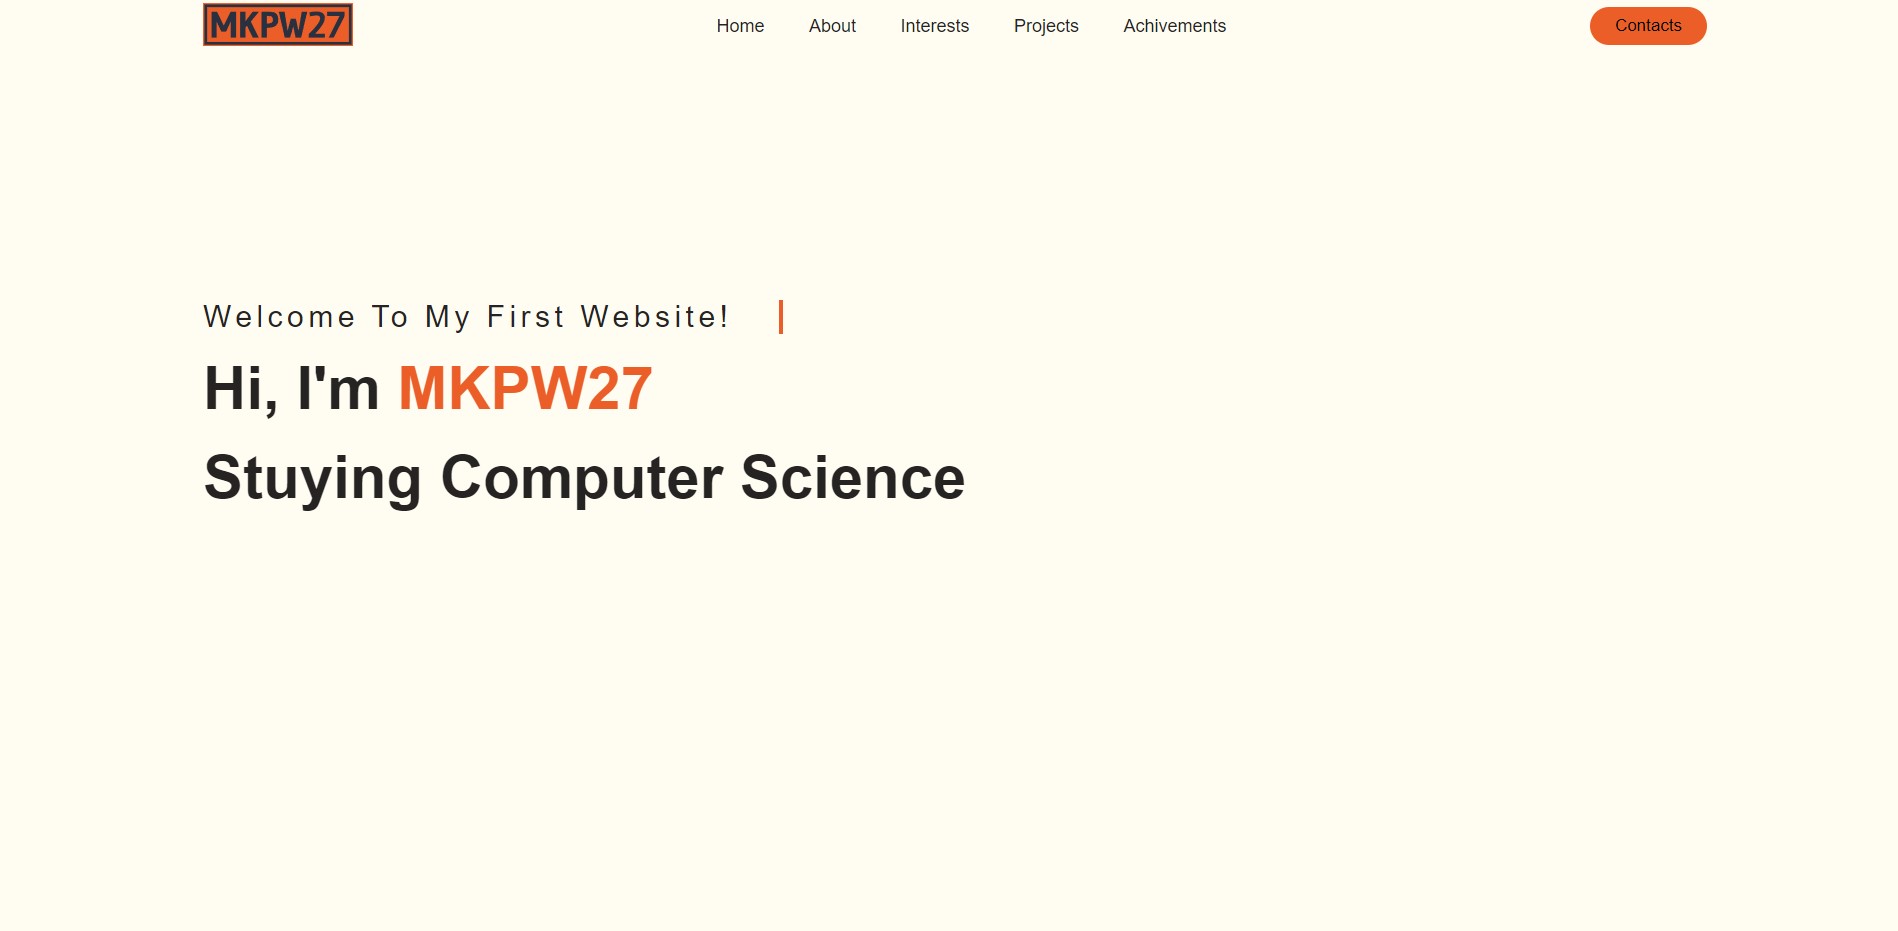 MKPW27
Home About Interests Projects Achivements Contacts
Welcome To My First Website!
Hi, I'm MKPW27
Stuying Computer Science